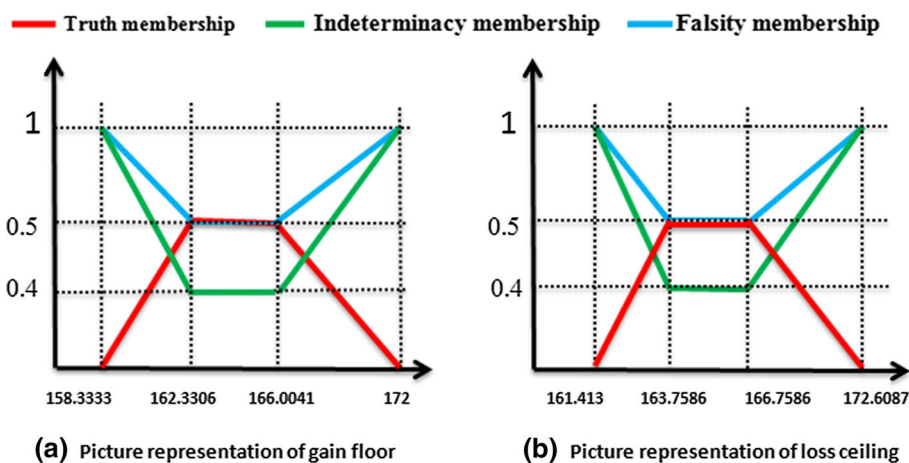 Truth membership Indeterminacy membership Falsity membership
1
0.5
0.4
158.3333 162.3306 166.0041 172
(a) Picture representation of gain floor
1
0.5
0.4
161.413 163.7586 166.7586 172.6087
(b) Picture representation of loss ceiling